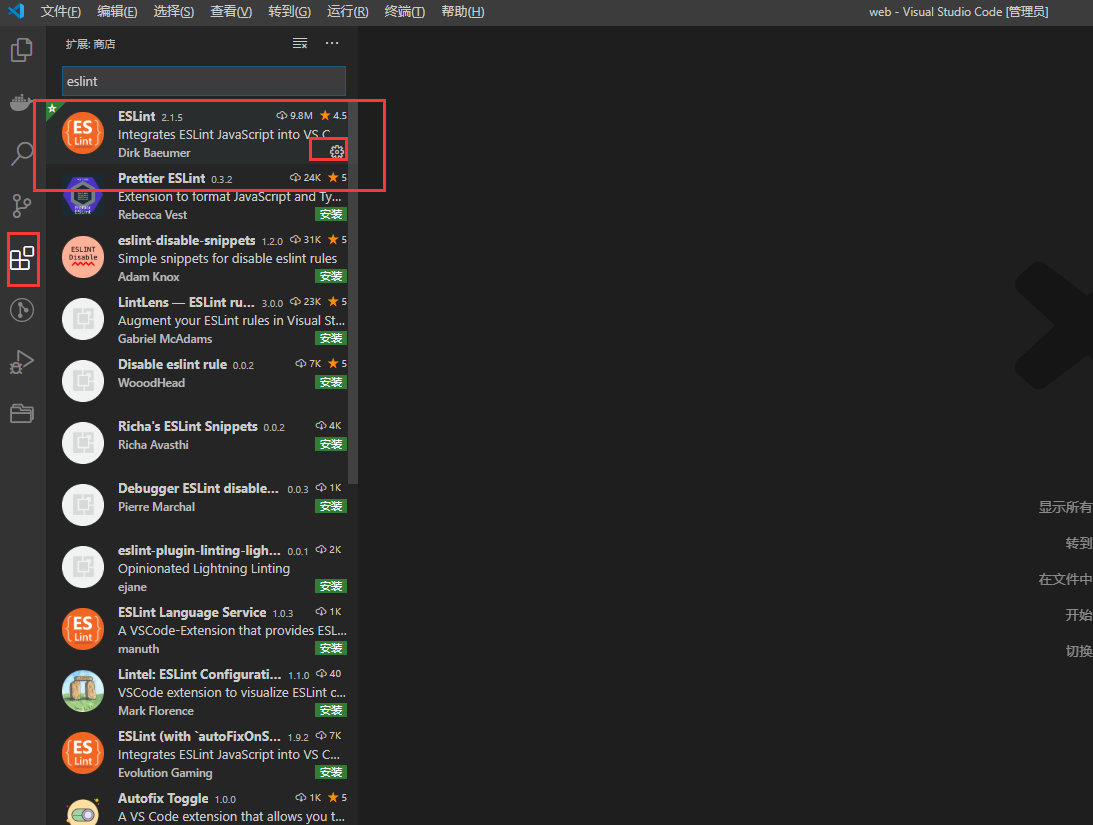 文件(F) 编辑(E) 选择(S) 查看(V) 转到(G) 运行(R) 终端(T) 帮助(H) web - Visual Studio Code [管理员]
扩展: 商店
eslint
ESLint 2.1.5 9.8M 4.5
Integrates ESLint JavaScript into VS C...
Dirk Baeumer
Prettier ESLint 0.3.2 24K 5
Extension to format JavaScript and Ty...
Rebecca Vest 安装
eslint-disable-snippets 1.2.0 31K 5
Simple snippets for disable eslint rules
Adam Knox 安装
LintLens — ESLint ru... 3.0.0 23K 5
Augment your ESLint rules in Visual St...
Gabriel McAdams 安装
Disable eslint rule 0.0.2 7K 5
WooodHead 安装
Richa's ESLint Snippets 0.0.2 4K
Richa Avasthi 安装
Debugger ESLint disable... 0.0.3 1K
Pierre Marchal 安装
eslint-plugin-linting-ligh... 0.0.1 2K
Opinionated Lightning Linting
ejane 安装
ESLint Language Service 1.0.3 1K
A VSCode-Extension that provides ESL...
manuth 安装
Lintel: ESLint Configurati... 1.1.0 40
VSCode extension to visualize ESLint c...
Mark Florence 安装
ESLint (with `autoFixOnS... 1.9.2 7K
Integrates ESLint JavaScript into VS C...
Evolution Gaming 安装
Autofix Toggle 1.0.0 1K 5
A VS Code extension that allows you t...
ES
Lint
ESLINT
Disable
ES
Lint
ES
Lint
显示所有
转到
在文件中
开始
切换